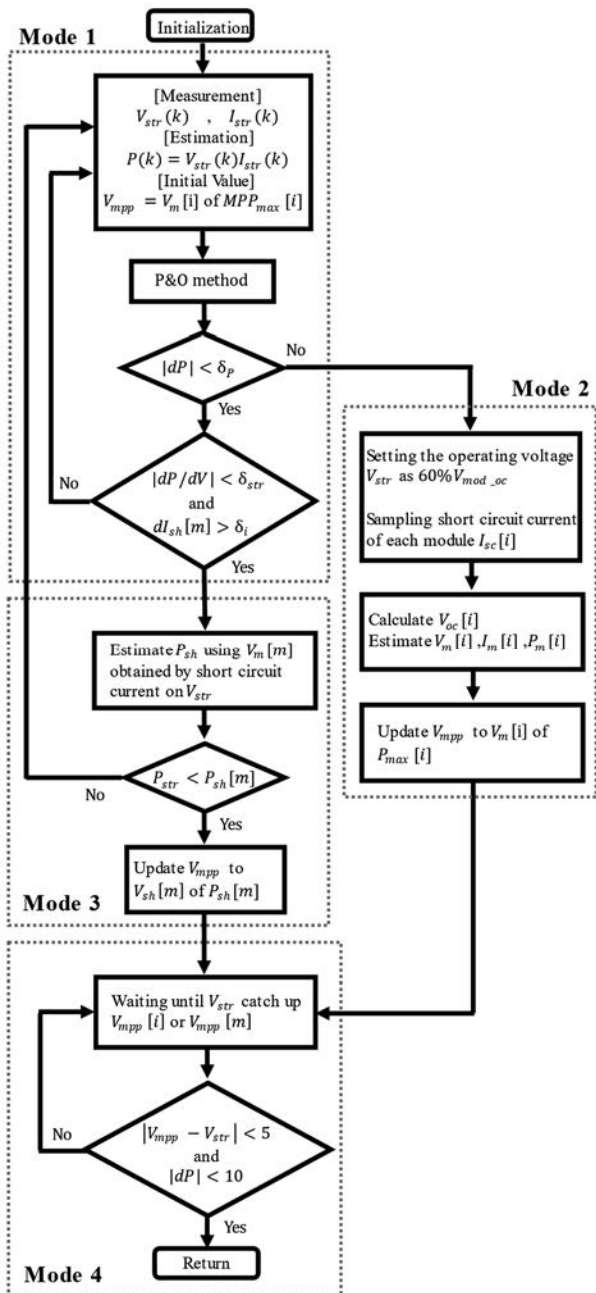 Initialization
Mode 1
[Measurement]
V_str(k) , I_str(k)
[Estimation]
P(k) = V_str(k)I_str(k)
[Initial Value]
V_mpp = V_m[i] of MPP_max[i]
P&O method
|dP| < δ_P
No
Yes
|dP/dV| < δ_str
and
dI_sh[m] > δ_i
No
Yes
Mode 2
Setting the operating voltage
V_str as 60%V_mod_oc
Sampling short circuit current
of each module I_sc[i]
Calculate V_oc[i]
Estimate V_m[i] ,I_m[i] ,P_m[i]
Update V_mpp to V_m[i] of
P_max[i]
Estimate P_sh using V_m[m]
obtained by short circuit
current on V_str
P_str < P_sh[m]
No
Yes
Update V_mpp to
V_sh[m] of P_sh[m]
Mode 3
Waiting until V_str catch up
V_mpp[i] or V_mpp[m]
|V_mpp − V_str| < 5
and
|dP| < 10
No
Yes
Return
Mode 4